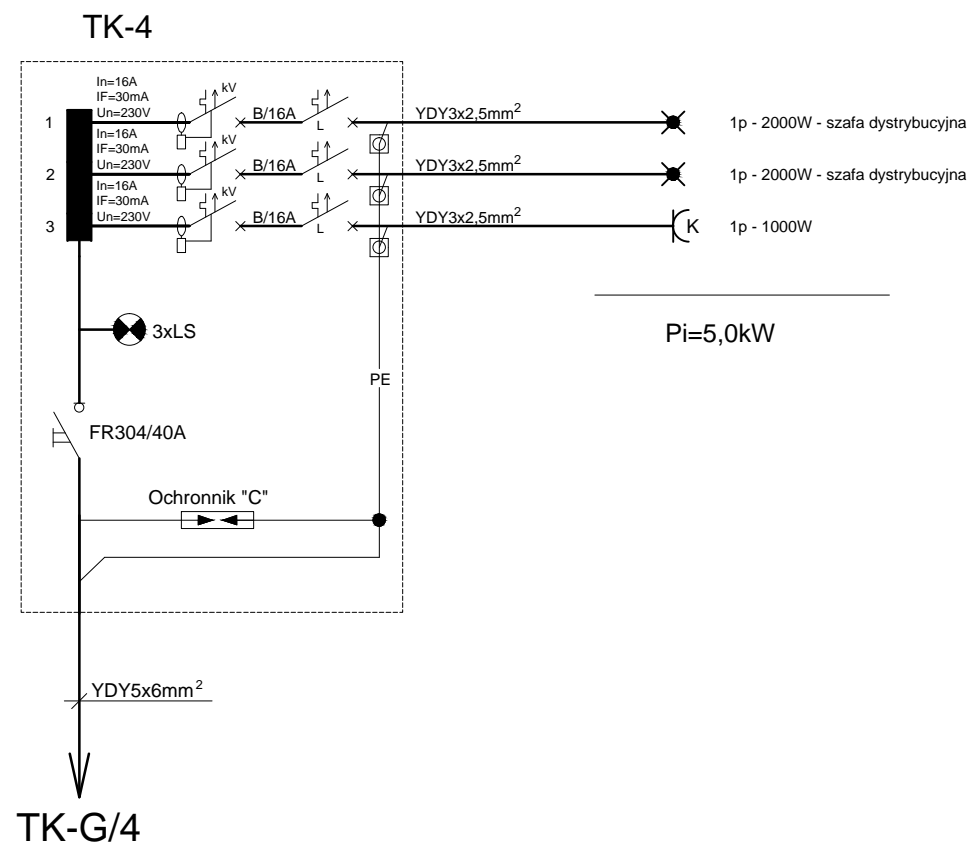 TK-4
In=16A
IF=30mA
Un=230V
1
kV
B/16A
L
YDY3x2,5mm²
1p - 2000W - szafa dystrybucyjna
In=16A
IF=30mA
Un=230V
2
kV
B/16A
L
YDY3x2,5mm²
1p - 2000W - szafa dystrybucyjna
In=16A
IF=30mA
Un=230V
3
kV
B/16A
L
YDY3x2,5mm²
K
1p - 1000W
3xLS
Pi=5,0kW
PE
FR304/40A
Ochronnik "C"
YDY5x6mm²
TK-G/4